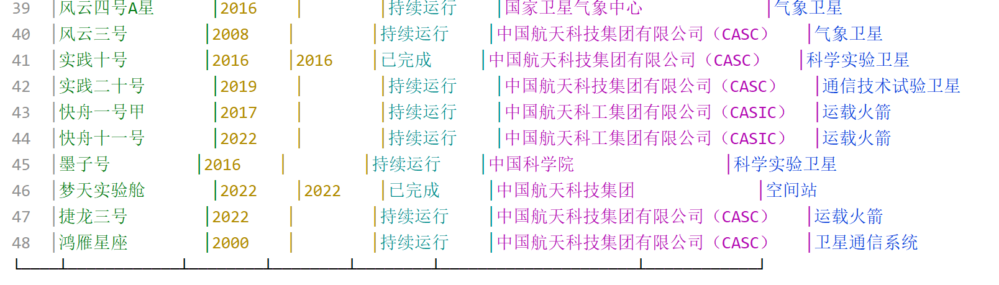 39 │风云四号A星 │2016 │ │持续运行 │国家卫星气象中心 │气象卫星
40 │风云三号 │2008 │ │持续运行 │中国航天科技集团有限公司（CASC） │气象卫星
41 │实践十号 │2016 │2016 │已完成 │中国航天科技集团有限公司（CASC） │科学实验卫星
42 │实践二十号 │2019 │ │持续运行 │中国航天科技集团有限公司（CASC） │通信技术试验卫星
43 │快舟一号甲 │2017 │ │持续运行 │中国航天科工集团有限公司（CASIC） │运载火箭
44 │快舟十一号 │2022 │ │持续运行 │中国航天科工集团有限公司（CASIC） │运载火箭
45 │墨子号 │2016 │ │持续运行 │中国科学院 │科学实验卫星
46 │梦天实验舱 │2022 │2022 │已完成 │中国航天科技集团 │空间站
47 │捷龙三号 │2022 │ │持续运行 │中国航天科技集团有限公司（CASC） │运载火箭
48 │鸿雁星座 │2000 │ │持续运行 │中国航天科技集团有限公司（CASC） │卫星通信系统